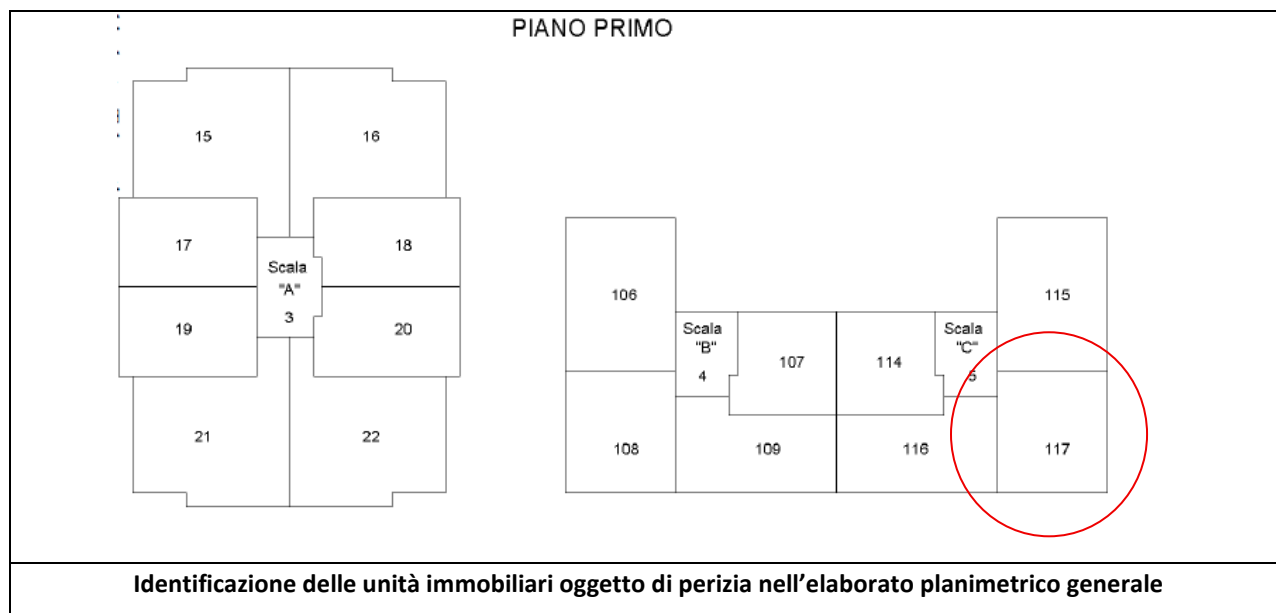 PIANO PRIMO
15
16
17
18
Scala
"A"
3
19
20
21
22
106
115
Scala
"B"
4
107
114
Scala
"C"
5
108
109
116
117
Identificazione delle unità immobiliari oggetto di perizia nell'elaborato planimetrico generale